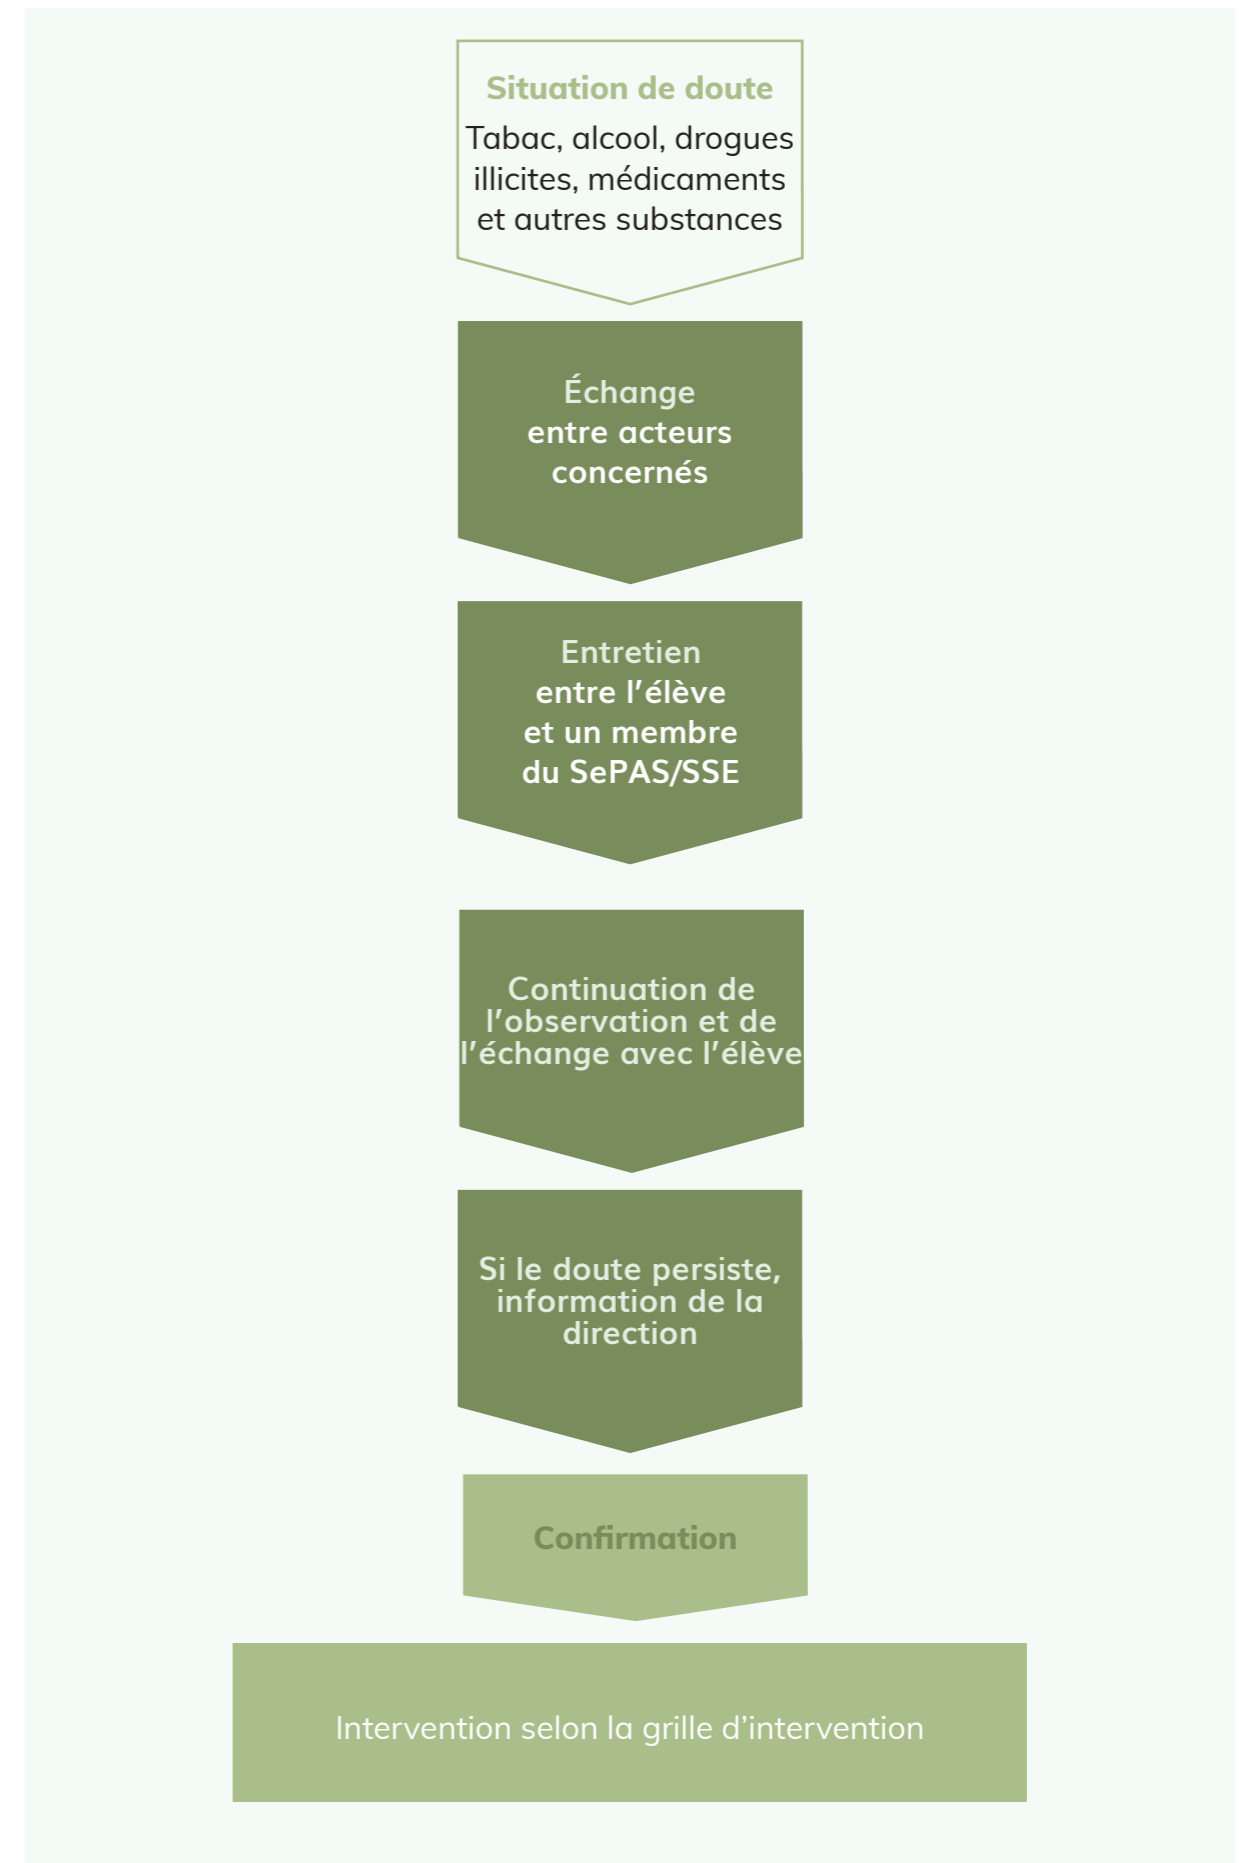 Situation de doute
Tabac, alcool, drogues
illicites, médicaments
et autres substances
Échange
entre acteurs
concernés
Entretien
entre l’élève
et un membre
du SePAS/SSE
Continuation de
l’observation et de
l’échange avec l’élève
Si le doute persiste,
information de la
direction
Confirmation
Intervention selon la grille d’intervention